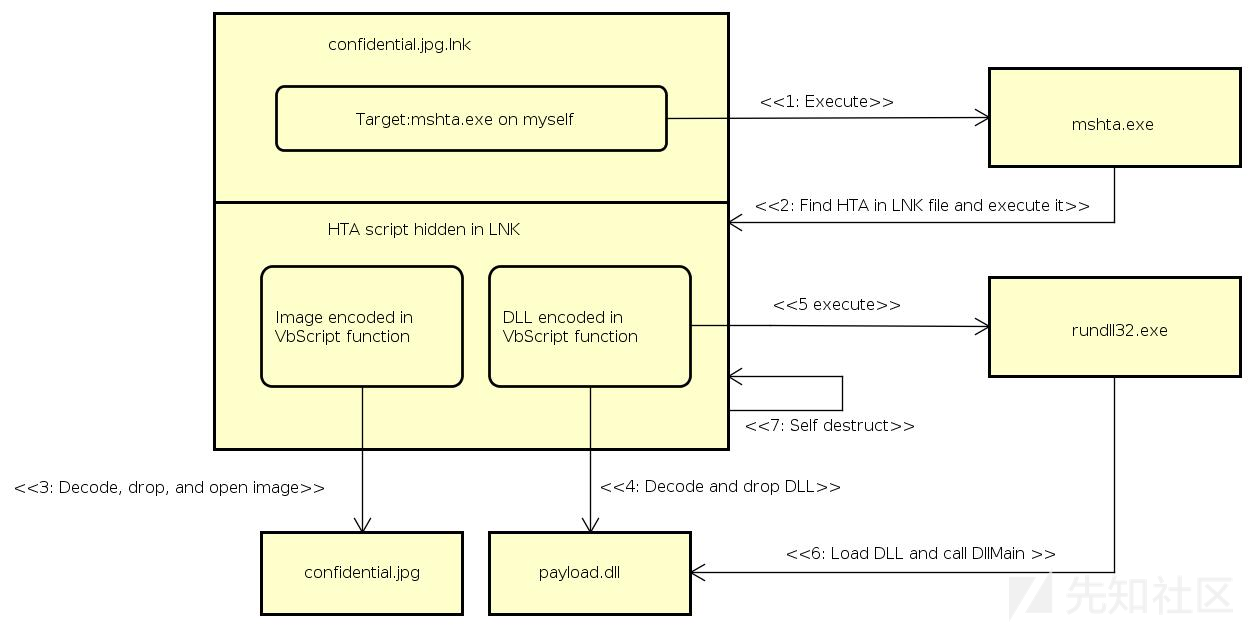 confidential.jpg.lnk
Target:mshta.exe on myself
<<1: Execute>>
mshta.exe
<<2: Find HTA in LNK file and execute it>>
HTA script hidden in LNK
Image encoded in
VbScript function
DLL encoded in
VbScript function
<<5 execute>>
rundll32.exe
<<7: Self destruct>>
<<3: Decode, drop, and open image>>
<<4: Decode and drop DLL>>
<<6: Load DLL and call DllMain >>
confidential.jpg
payload.dll
先知社区